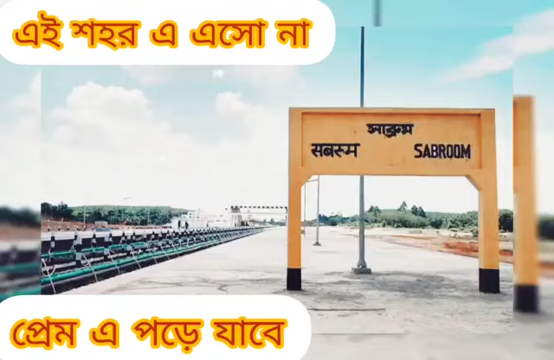 এই শহর এ এসো না
সাব্রুম
सबरूम SABROOM
প্রেম এ পড়ে যাবে